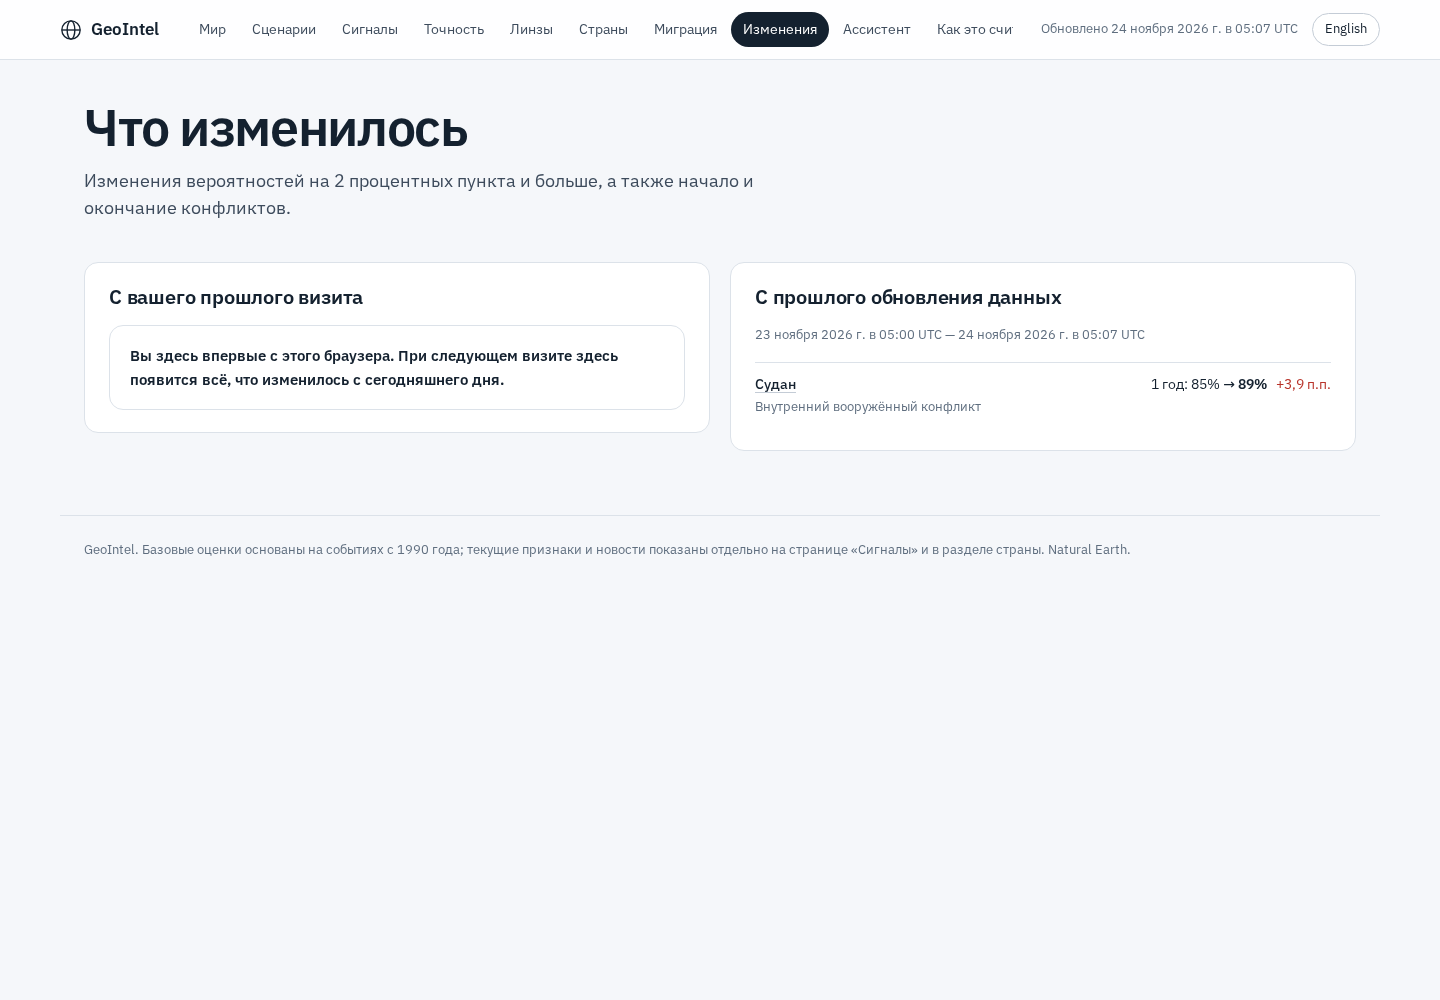 GeoIntel
Мир
Сценарии
Сигналы
Точность
Линзы
Страны
Миграция
Изменения
Ассистент
Как это счи
Обновлено 24 ноября 2026 г. в 05:07 UTC
English
Что изменилось
Изменения вероятностей на 2 процентных пункта и больше, а также начало и
окончание конфликтов.
С вашего прошлого визита
Вы здесь впервые с этого браузера. При следующем визите здесь
появится всё, что изменилось с сегодняшнего дня.
С прошлого обновления данных
23 ноября 2026 г. в 05:00 UTC — 24 ноября 2026 г. в 05:07 UTC
Судан
1 год: 85% → 89% +3,9 п.п.
Внутренний вооружённый конфликт
GeoIntel. Базовые оценки основаны на событиях с 1990 года; текущие признаки и новости показаны отдельно на странице «Сигналы» и в разделе страны. Natural Earth.